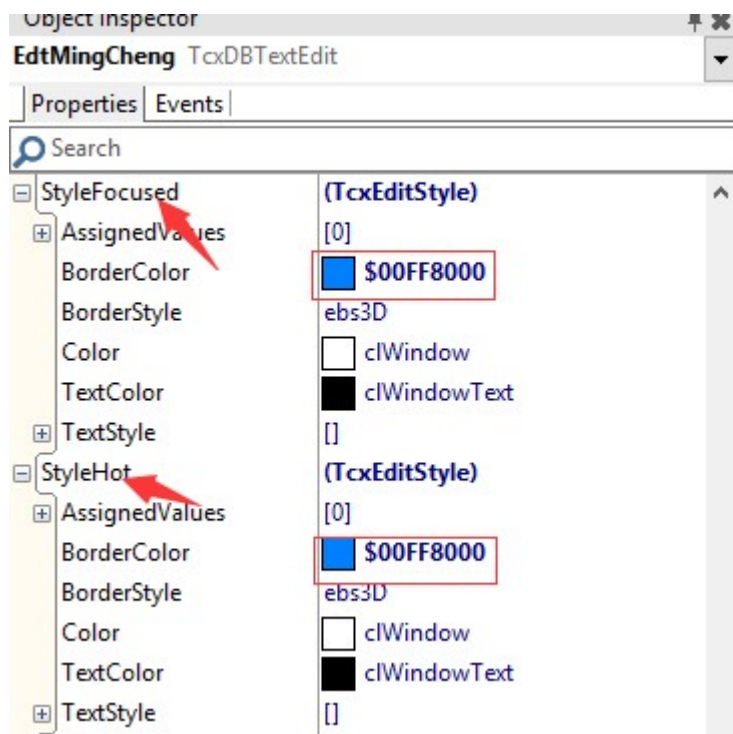 Object Inspector
EdtMingCheng TcxDBTextEdit
Properties Events
Search
StyleFocused (TcxEditStyle)
AssignedValues [0]
BorderColor $00FF8000
BorderStyle ebs3D
Color clWindow
TextColor clWindowText
TextStyle []
StyleHot (TcxEditStyle)
AssignedValues [0]
BorderColor $00FF8000
BorderStyle ebs3D
Color clWindow
TextColor clWindowText
TextStyle []